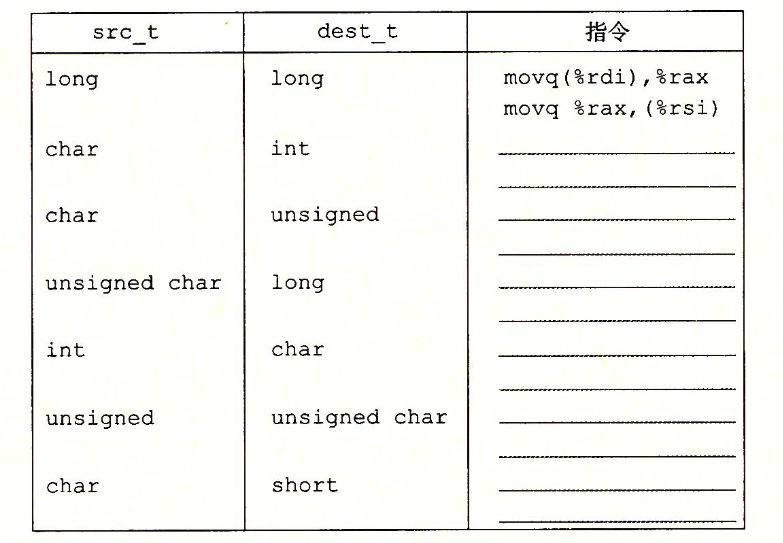 src_t dest_t 指令
long long movq(%rdi),%rax
movq %rax,(%rsi)
char int
char unsigned
unsigned char long
int char
unsigned unsigned char
char short